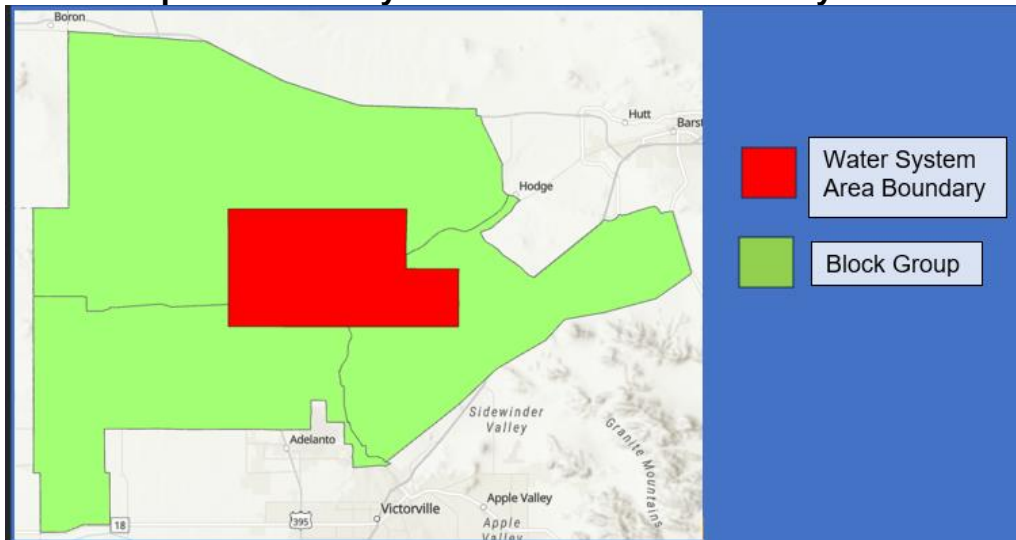 Boron
Hutt
Barst
Hodge
Water System
Area Boundary
Block Group
Sidewinder
Valley
Granite Mountains
Adelanto
Apple Valley
Victorville
Apple
Valley
18
395